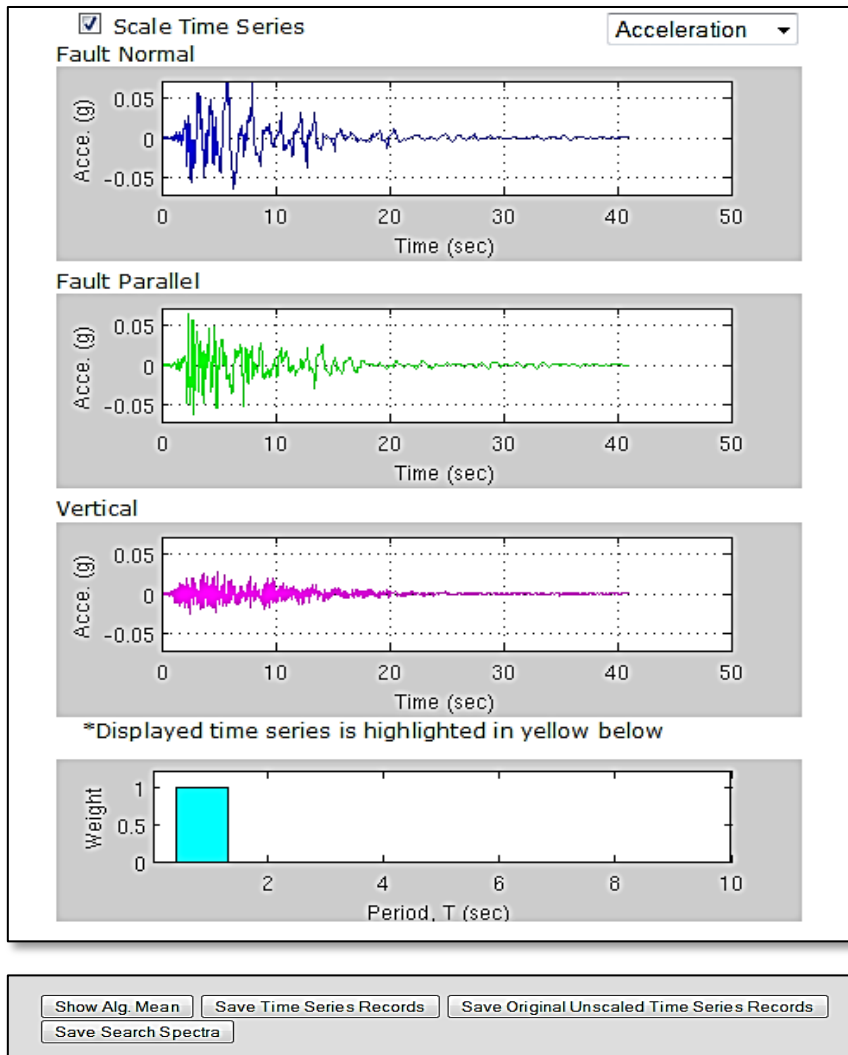 Scale Time Series
Acceleration
Fault Normal
Acce. (g)
0.05
0
-0.05
0 10 20 30 40 50
Time (sec)
Fault Parallel
Acce. (g)
0.05
0
-0.05
0 10 20 30 40 50
Time (sec)
Vertical
Acce. (g)
0.05
0
-0.05
0 10 20 30 40 50
Time (sec)
*Displayed time series is highlighted in yellow below
Weight
1
0.5
0
2 4 6 8 10
Period, T (sec)
Show Alg. Mean Save Time Series Records Save Original Unscaled Time Series Records
Save Search Spectra